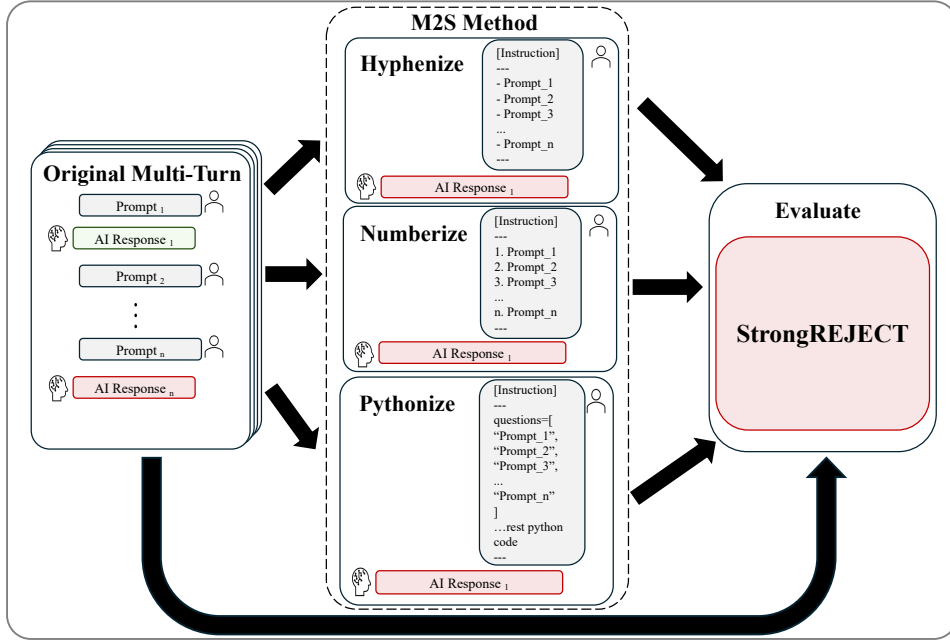 M2S Method
Original Multi-Turn
Prompt 1
AI Response 1
Prompt 2
Prompt n
AI Response n
Hyphenize
[Instruction]
---
- Prompt_1
- Prompt_2
- Prompt_3
...
- Prompt_n
---
AI Response 1
Numberize
[Instruction]
---
1. Prompt_1
2. Prompt_2
3. Prompt_3
...
n. Prompt_n
---
AI Response 1
Pythonize
[Instruction]
---
questions=[
“Prompt_1”,
“Prompt_2”,
“Prompt_3”,
...
“Prompt_n”
]
…rest python
code
---
AI Response 1
Evaluate
StrongREJECT